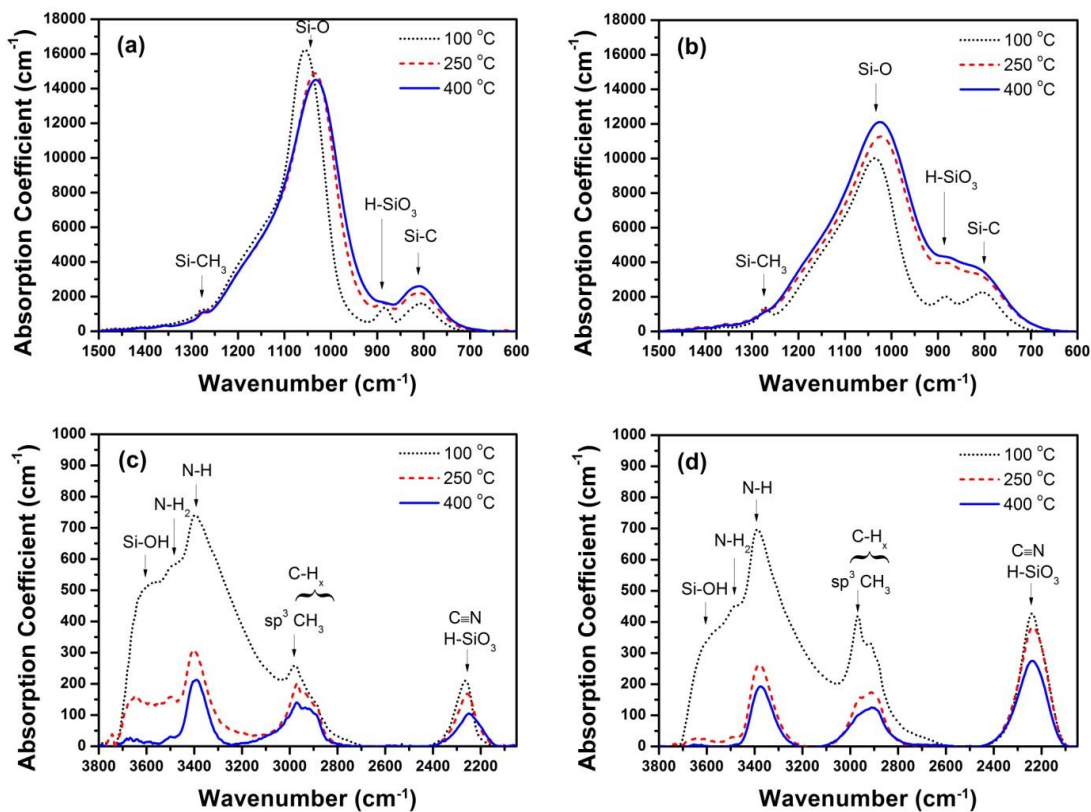 (a)
Si-O
100 °C
250 °C
400 °C
H-SiO3
Si-C
Si-CH3
18000
16000
14000
12000
10000
8000
6000
4000
2000
0
1500 1400 1300 1200 1100 1000 900 800 700 600
Absorption Coefficient (cm-1)
Wavenumber (cm-1)
(b)
Si-O
100 °C
250 °C
400 °C
H-SiO3
Si-C
Si-CH3
18000
16000
14000
12000
10000
8000
6000
4000
2000
0
1500 1400 1300 1200 1100 1000 900 800 700 600
Absorption Coefficient (cm-1)
Wavenumber (cm-1)
(c)
N-H
100 °C
250 °C
400 °C
N-H2
Si-OH
C-Hx
sp3 CH3
C≡N
H-SiO3
1000
900
800
700
600
500
400
300
200
100
0
3800 3600 3400 3200 3000 2800 2600 2400 2200
Absorption Coefficient (cm-1)
Wavenumber (cm-1)
(d)
N-H
100 °C
250 °C
400 °C
N-H2
Si-OH
C-Hx
sp3 CH3
C≡N
H-SiO3
1000
900
800
700
600
500
400
300
200
100
0
3800 3600 3400 3200 3000 2800 2600 2400 2200
Absorption Coefficient (cm-1)
Wavenumber (cm-1)